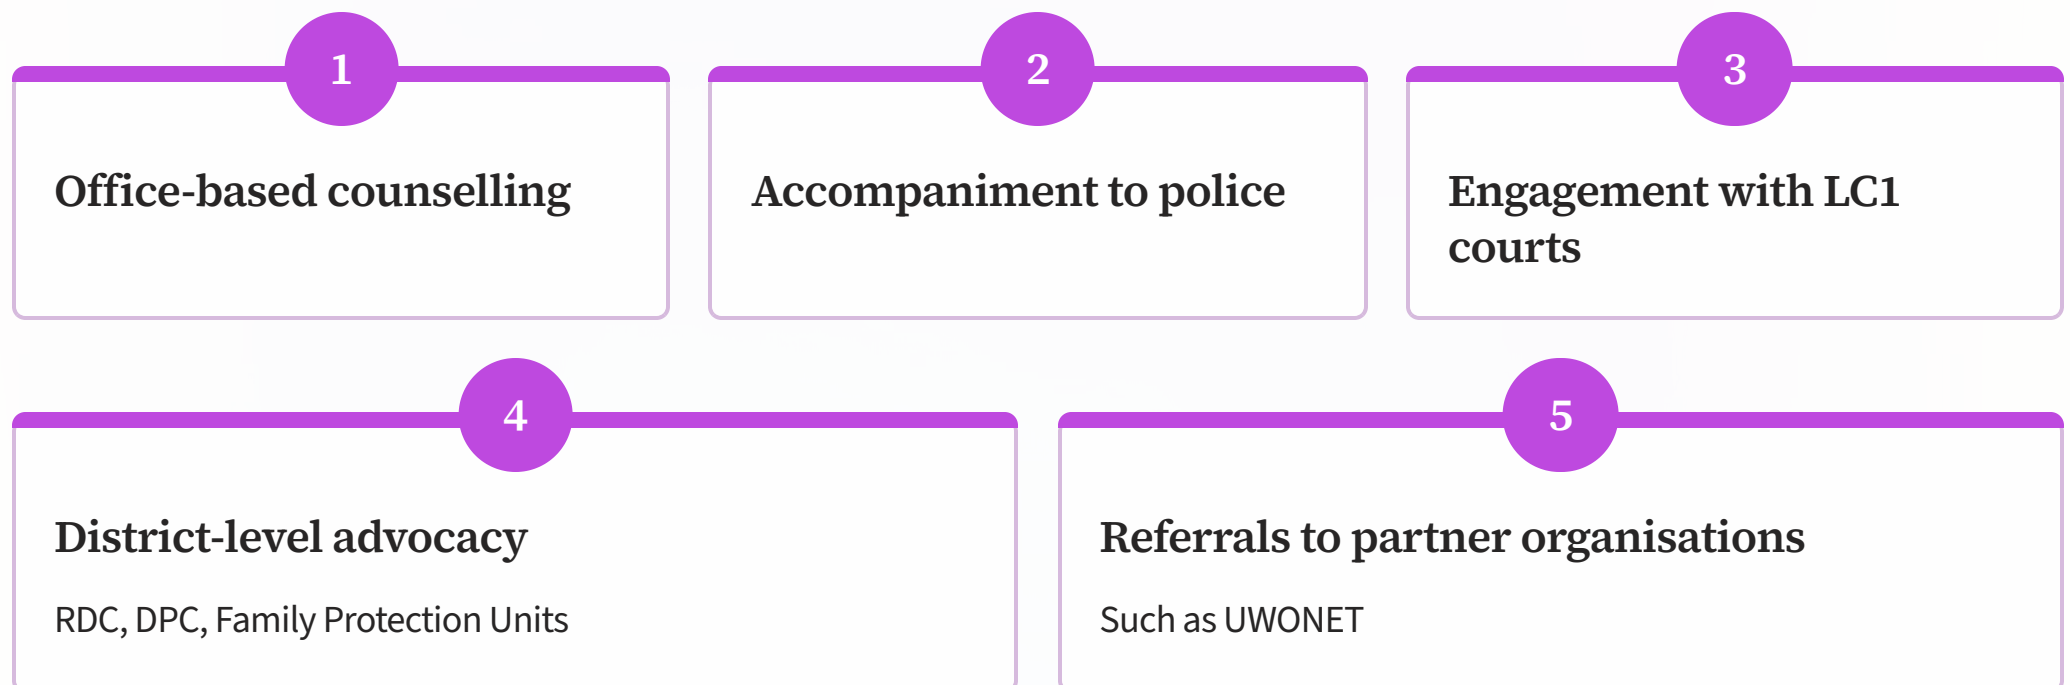 1
Office-based counselling
2
Accompaniment to police
3
Engagement with LC1
courts
4
District-level advocacy
RDC, DPC, Family Protection Units
5
Referrals to partner organisations
Such as UWONET